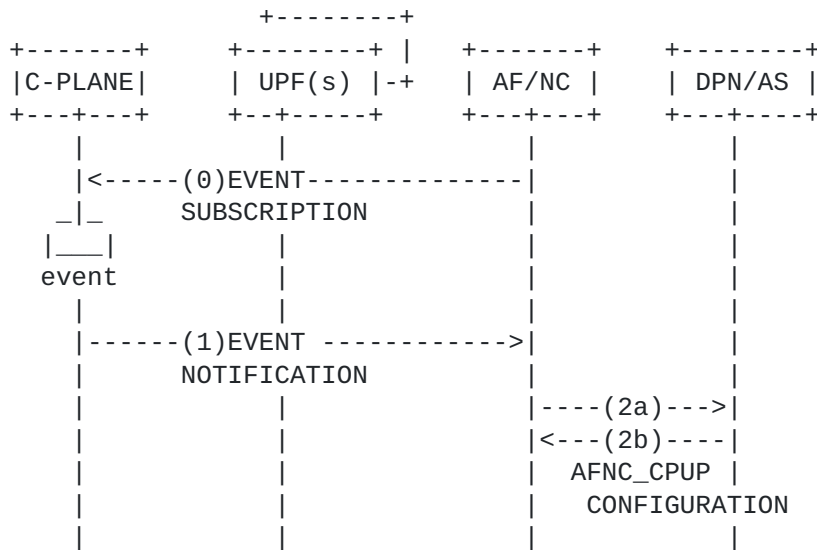 C-PLANE UPF(s) AF/NC DPN/AS
(0)EVENT
SUBSCRIPTION
event
(1)EVENT
NOTIFICATION
(2a)
(2b)
AFNC_CPUP
CONFIGURATION